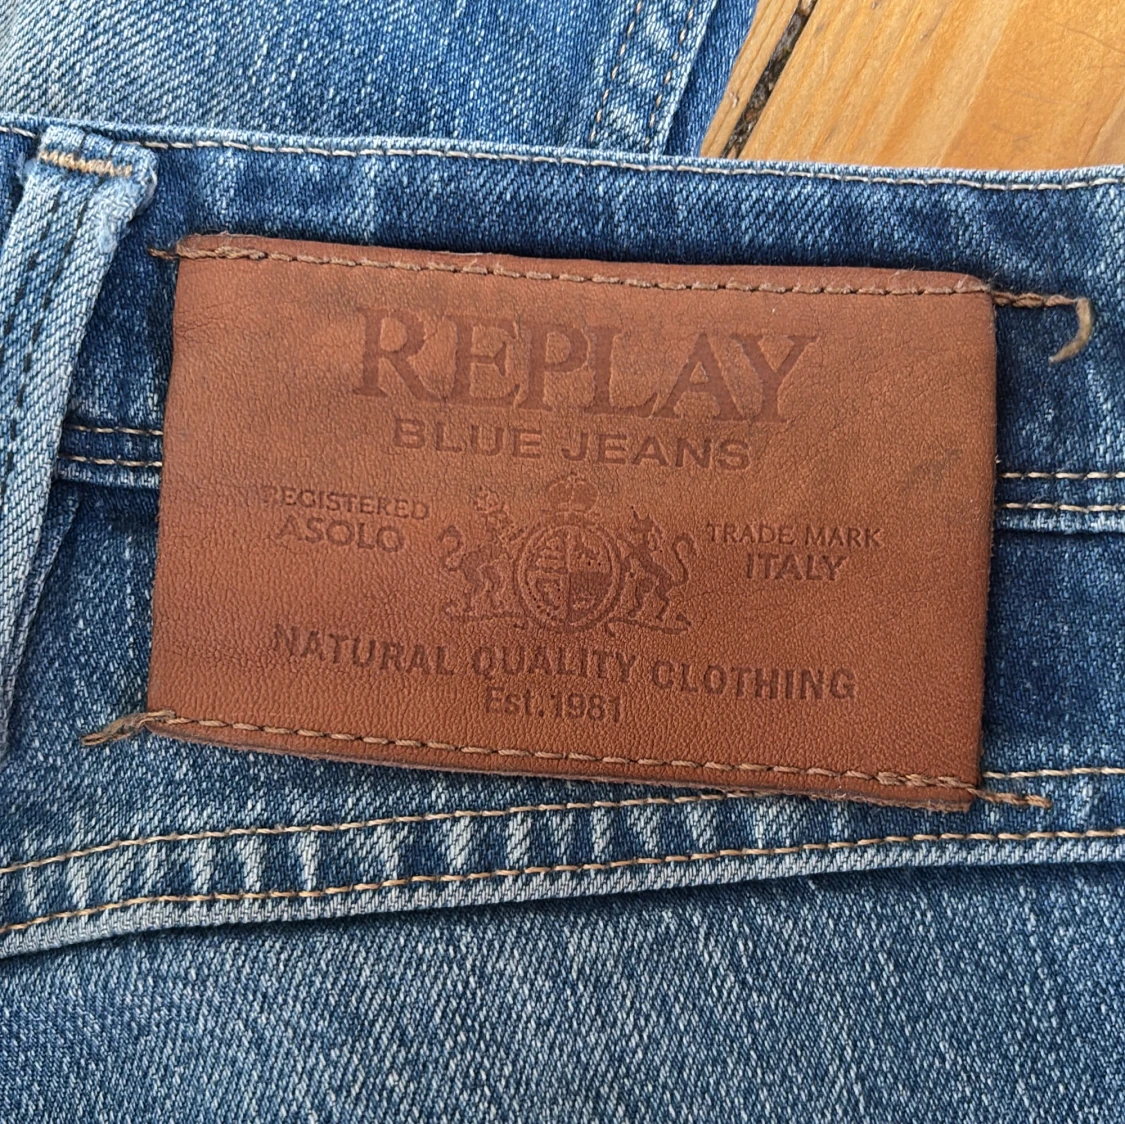 REPLAY
BLUE JEANS
REGISTERED
ASOLO
TRADE MARK
ITALY
NATURAL QUALITY CLOTHING
Est.1981